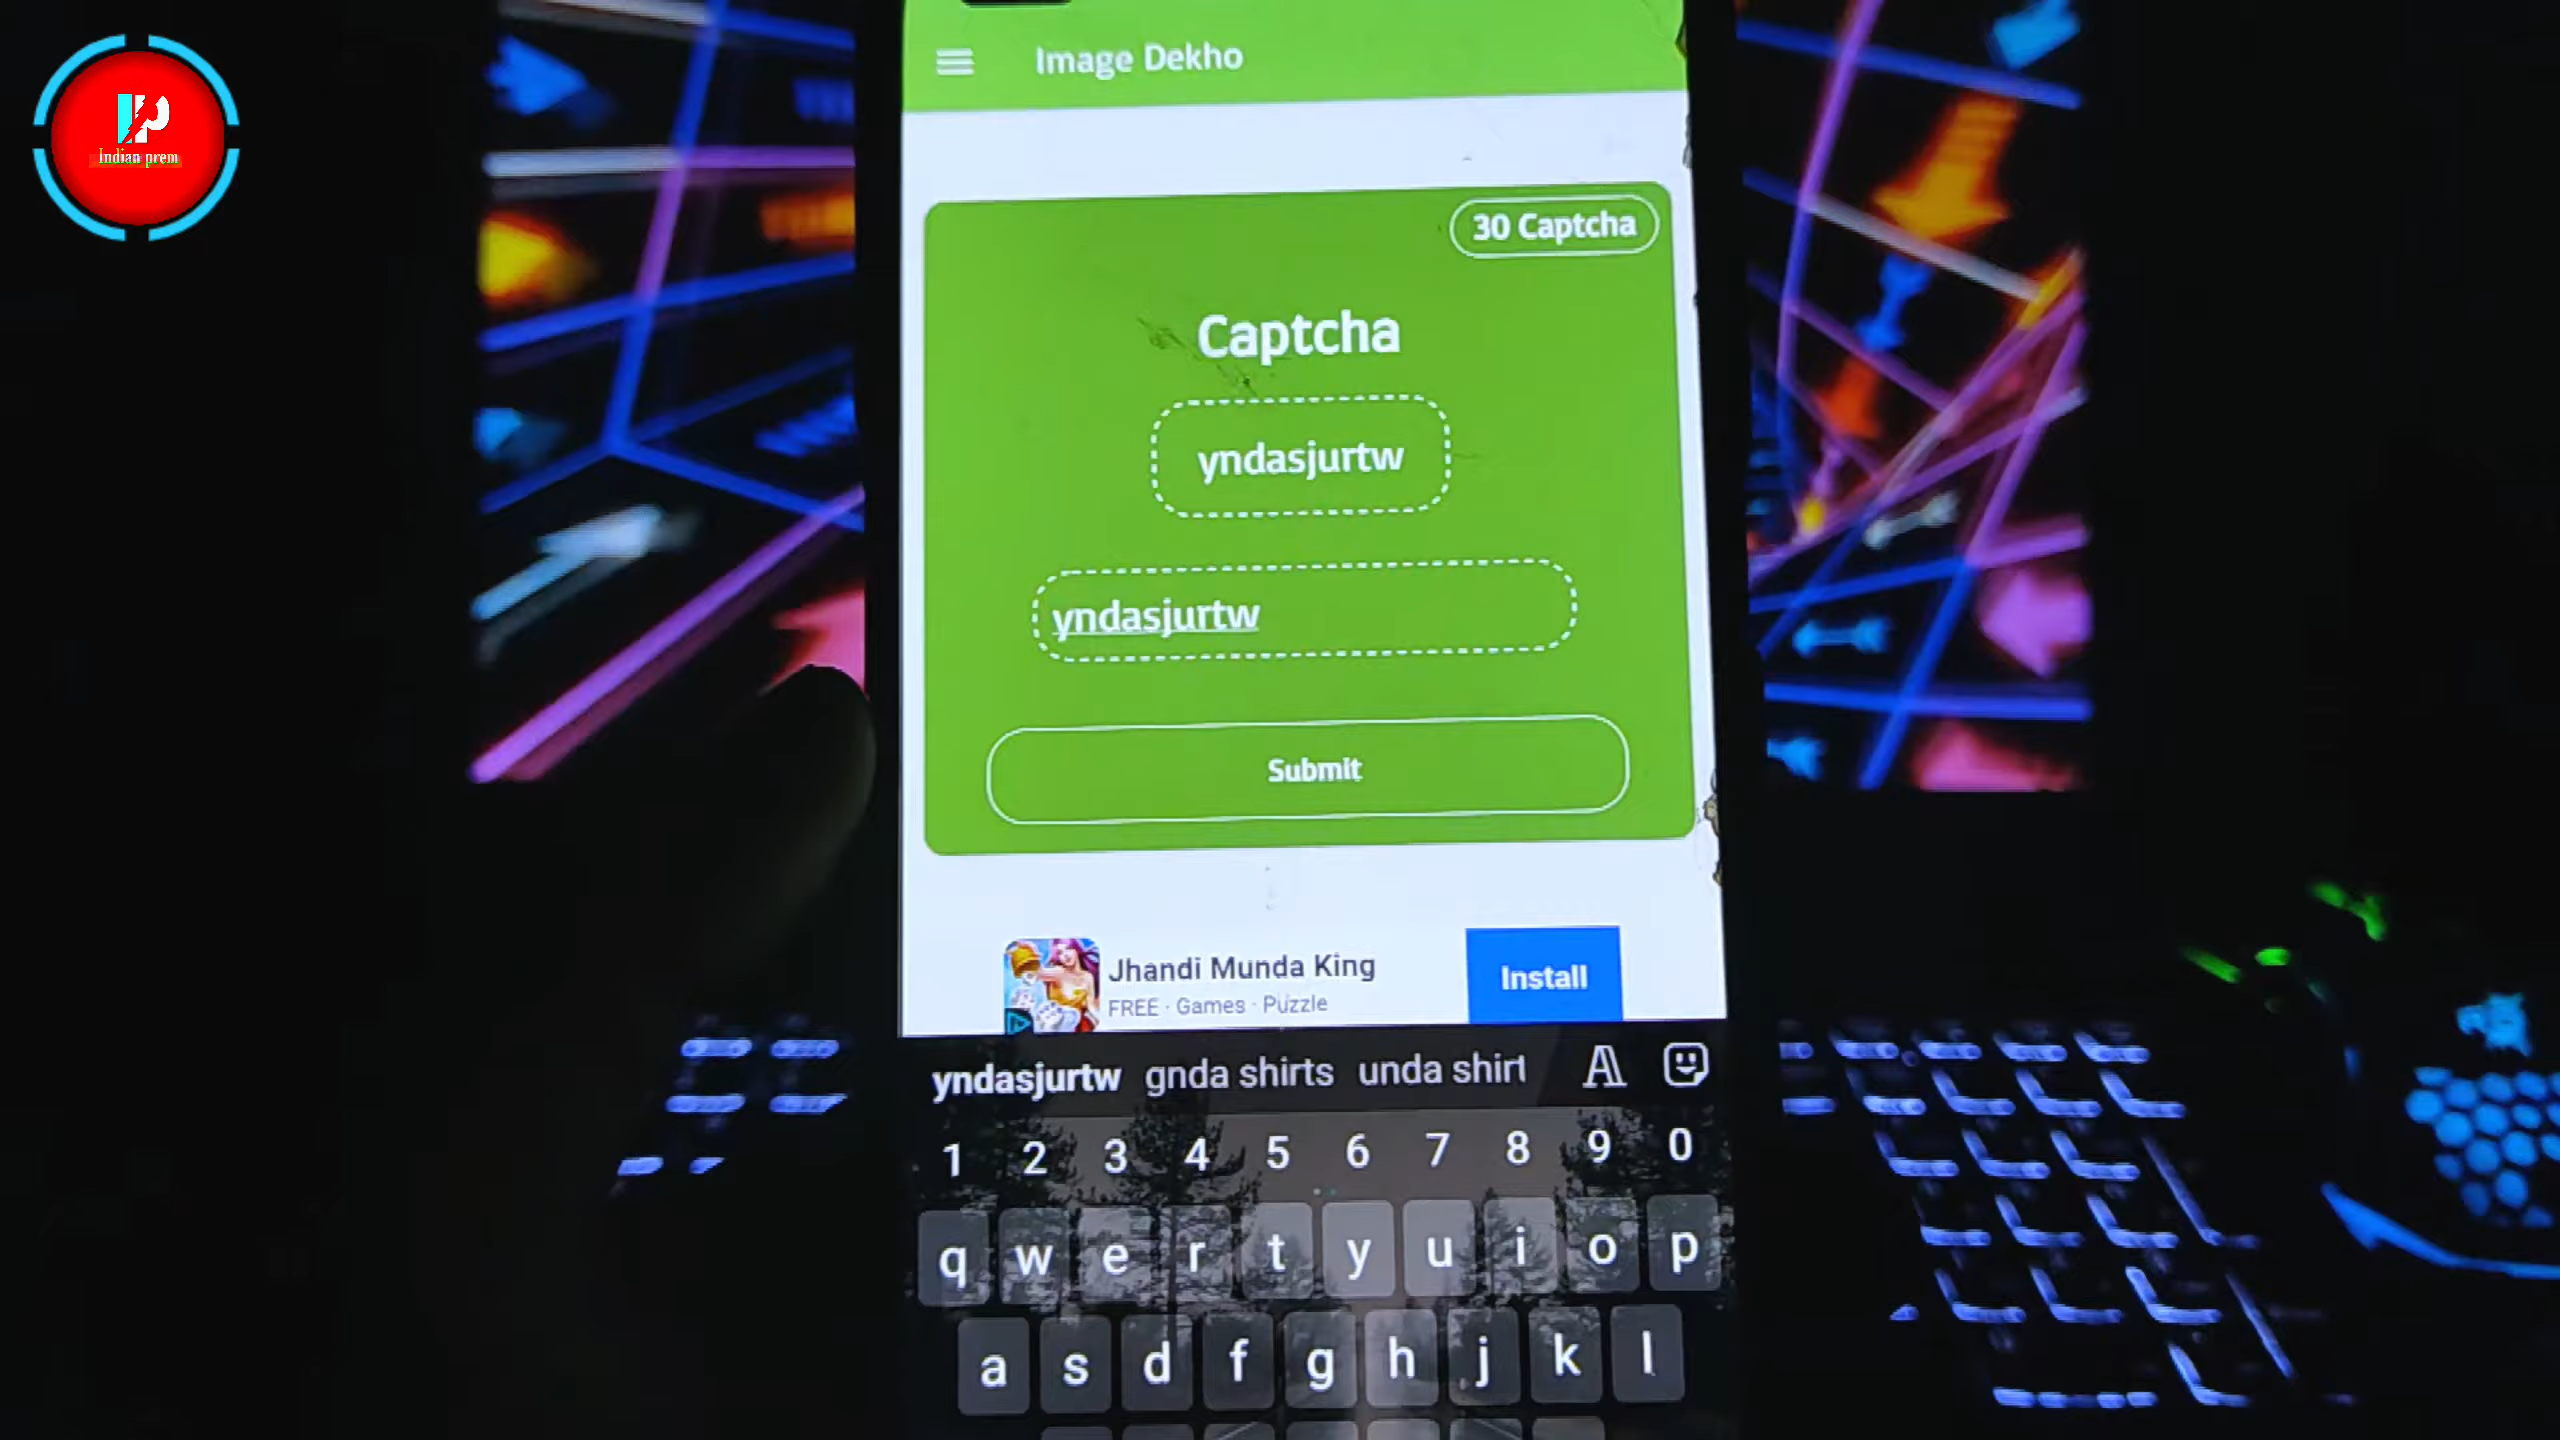 IP
Indian prem
Image Dekho
30 Captcha
Captcha
yndasjurtw
yndasjurtw
Submit
Jhandi Munda King
FREE · Games · Puzzle
Install
yndasjurtw gnda shirts unda shirt
1 2 3 4 5 6 7 8 9 0
q w e r t y u i o p
a s d f g h j k l